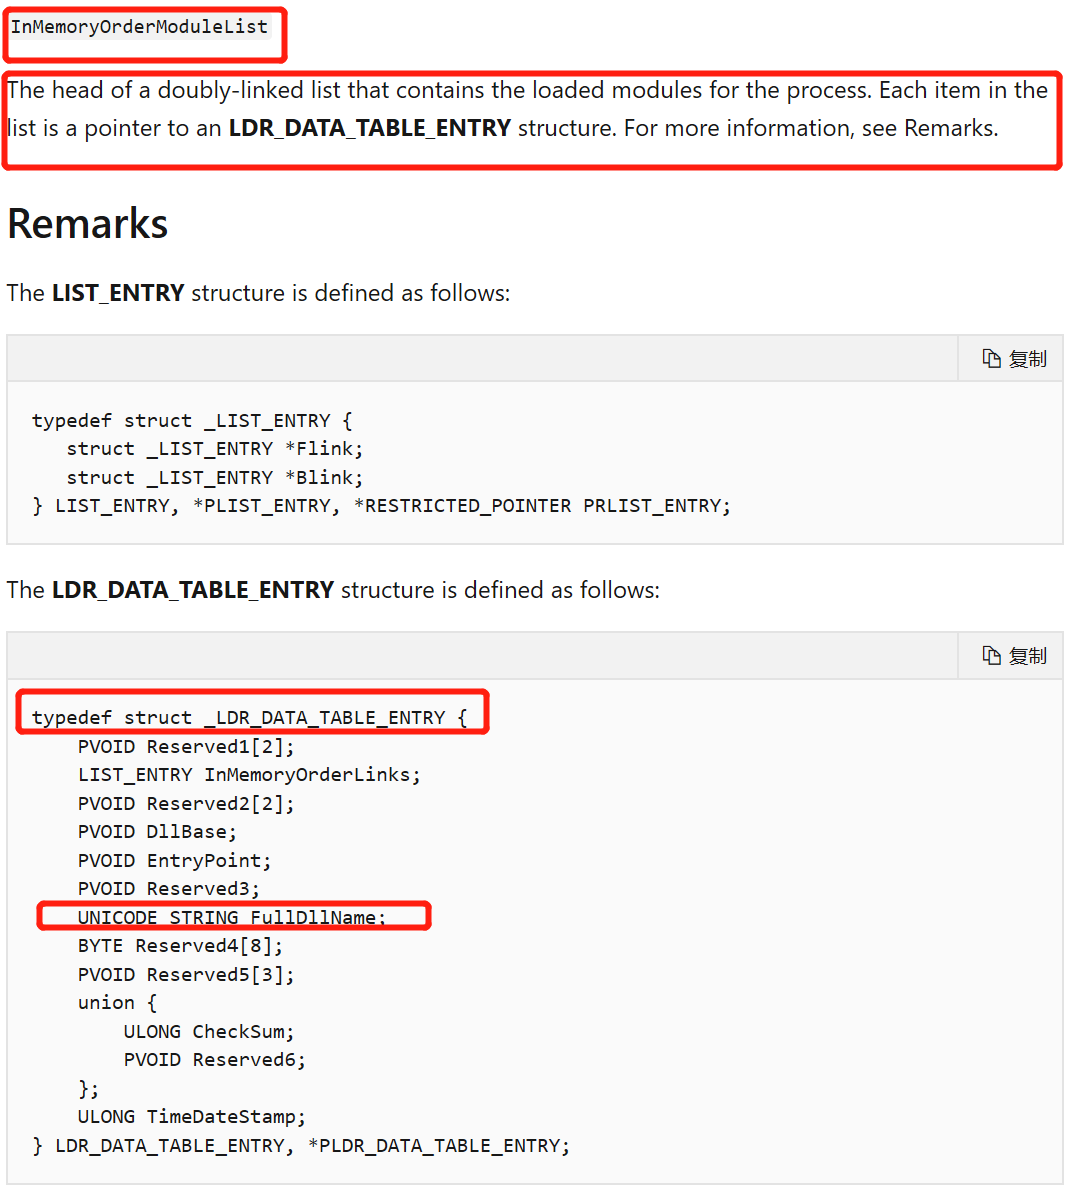 InMemoryOrderModuleList
The head of a doubly-linked list that contains the loaded modules for the process. Each item in the
list is a pointer to an LDR_DATA_TABLE_ENTRY structure. For more information, see Remarks.
Remarks
The LIST_ENTRY structure is defined as follows:
复制
typedef struct _LIST_ENTRY {
   struct _LIST_ENTRY *Flink;
   struct _LIST_ENTRY *Blink;
} LIST_ENTRY, *PLIST_ENTRY, *RESTRICTED_POINTER PRLIST_ENTRY;
The LDR_DATA_TABLE_ENTRY structure is defined as follows:
复制
typedef struct _LDR_DATA_TABLE_ENTRY {
    PVOID Reserved1[2];
    LIST_ENTRY InMemoryOrderLinks;
    PVOID Reserved2[2];
    PVOID DllBase;
    PVOID EntryPoint;
    PVOID Reserved3;
    UNICODE_STRING FullDllName;
    BYTE Reserved4[8];
    PVOID Reserved5[3];
    union {
        ULONG CheckSum;
        PVOID Reserved6;
    };
    ULONG TimeDateStamp;
} LDR_DATA_TABLE_ENTRY, *PLDR_DATA_TABLE_ENTRY;